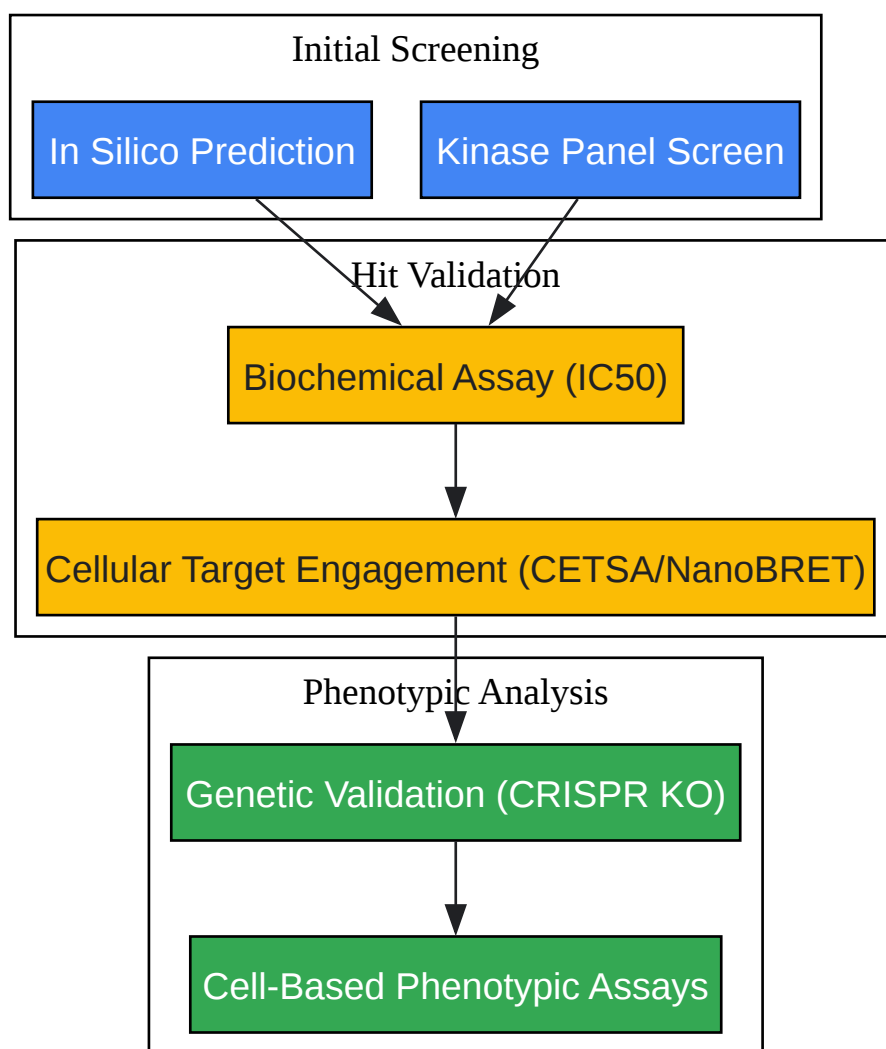 Initial Screening
In Silico Prediction
Kinase Panel Screen
Hit Validation
Biochemical Assay (IC50)
Cellular Target Engagement (CETSA/NanoBRET)
Phenotypic Analysis
Genetic Validation (CRISPR KO)
Cell-Based Phenotypic Assays